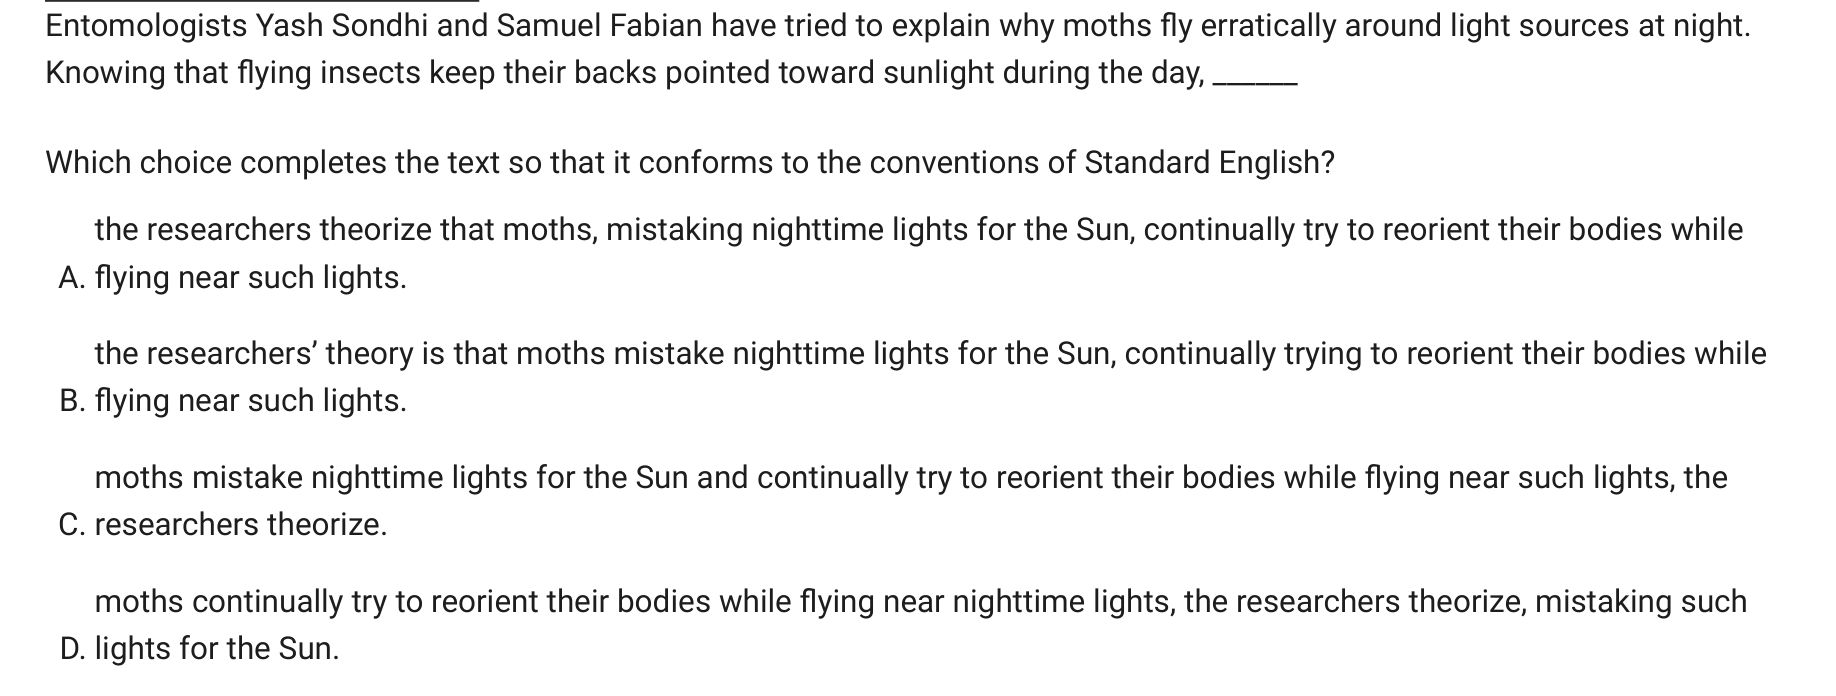 Entomologists Yash Sondhi and Samuel Fabian have tried to explain why moths fly erratically around light sources at night.
Knowing that flying insects keep their backs pointed toward sunlight during the day, ______
Which choice completes the text so that it conforms to the conventions of Standard English?
the researchers theorize that moths, mistaking nighttime lights for the Sun, continually try to reorient their bodies while
A. flying near such lights.
the researchers’ theory is that moths mistake nighttime lights for the Sun, continually trying to reorient their bodies while
B. flying near such lights.
moths mistake nighttime lights for the Sun and continually try to reorient their bodies while flying near such lights, the
C. researchers theorize.
moths continually try to reorient their bodies while flying near nighttime lights, the researchers theorize, mistaking such
D. lights for the Sun.